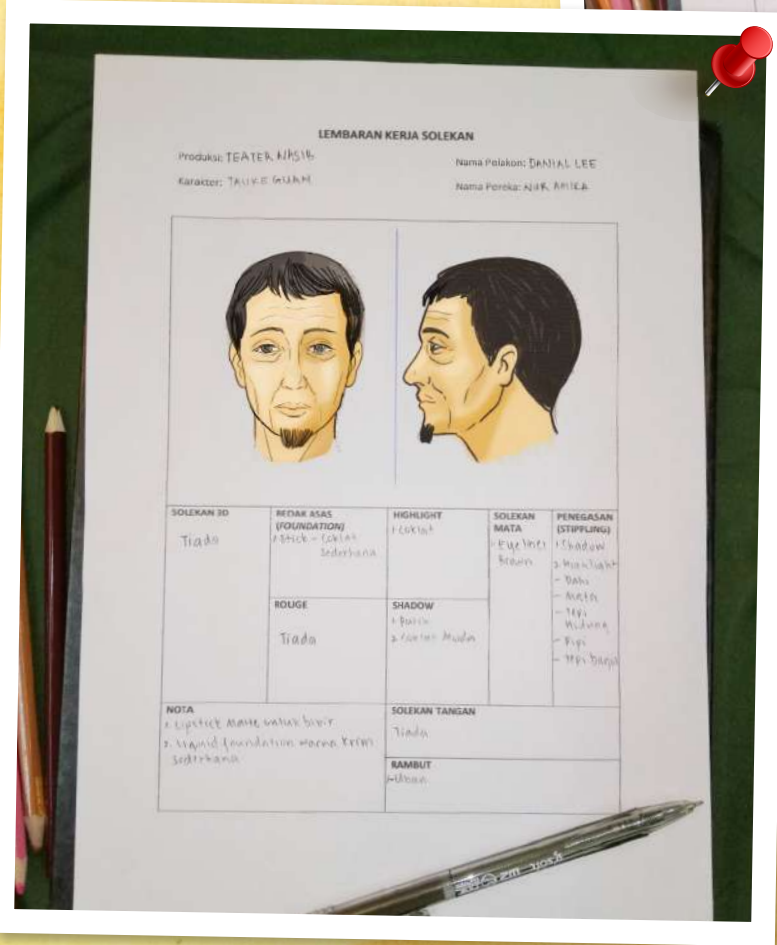 LEMBARAN KERJA SOLEKAN
Produksi: TEATER NASIB
Nama Pelakon: DANIAL LEE
Karakter: TAUKE GUAN
Nama Pereka: NUR AMIRA
SOLEKAN 3D
Tiada
BEDAK ASAS
(FOUNDATION)
1 Stick – Coklat
Sederhana
HIGHLIGHT
1 Coklat
SOLEKAN
MATA
Eyeliner
Brown
PENEGASAN
(STIPFLING)
1 Shadow
2 Highlight
– Dahi
– Mata
– Tepi
Hidung
– Pipi
– Tepi
ROUGE
Tiada
SHADOW
1 Putih
2 Coklat Muda
NOTA
1. Lipstick Matte untuk bibir
2. Liquid foundation warna krim
sederhana
SOLEKAN TANGAN
Tiada
RAMBUT
Uban